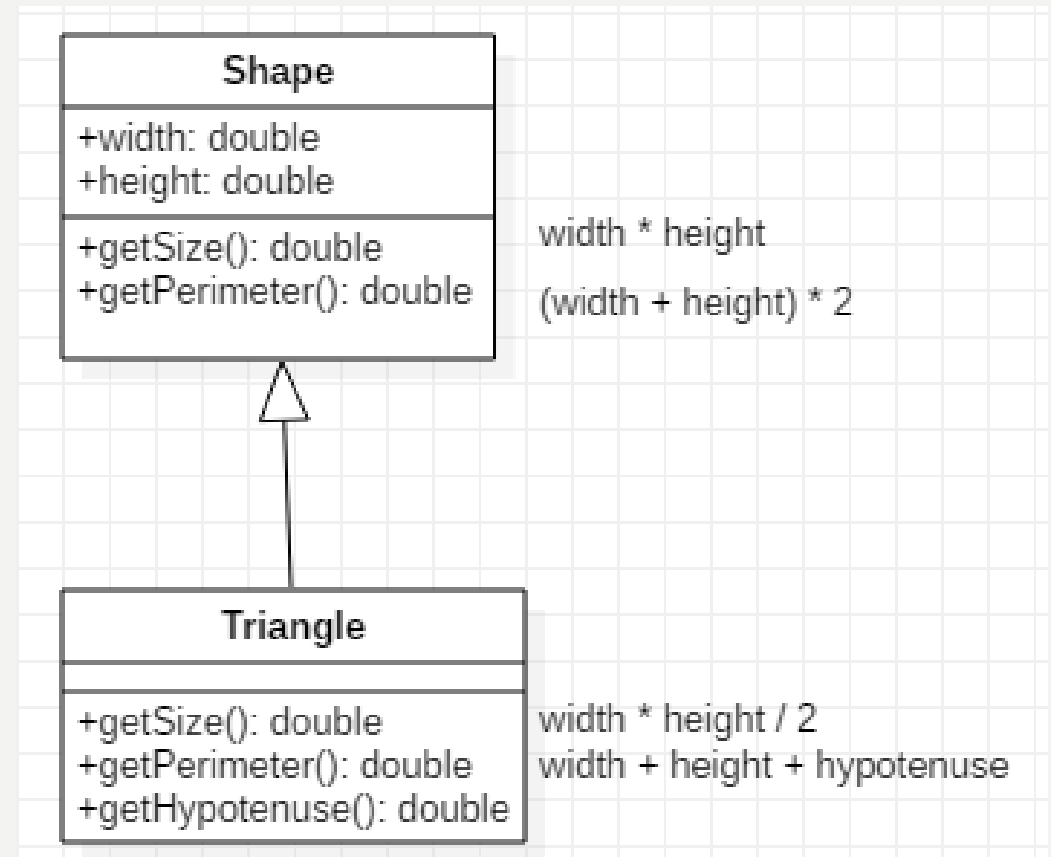 Shape
+width: double
+height: double
+getSize(): double
width * height
+getPerimeter(): double
(width + height) * 2
Triangle
+getSize(): double
width * height / 2
+getPerimeter(): double
width + height + hypotenuse
+getHypotenuse(): double